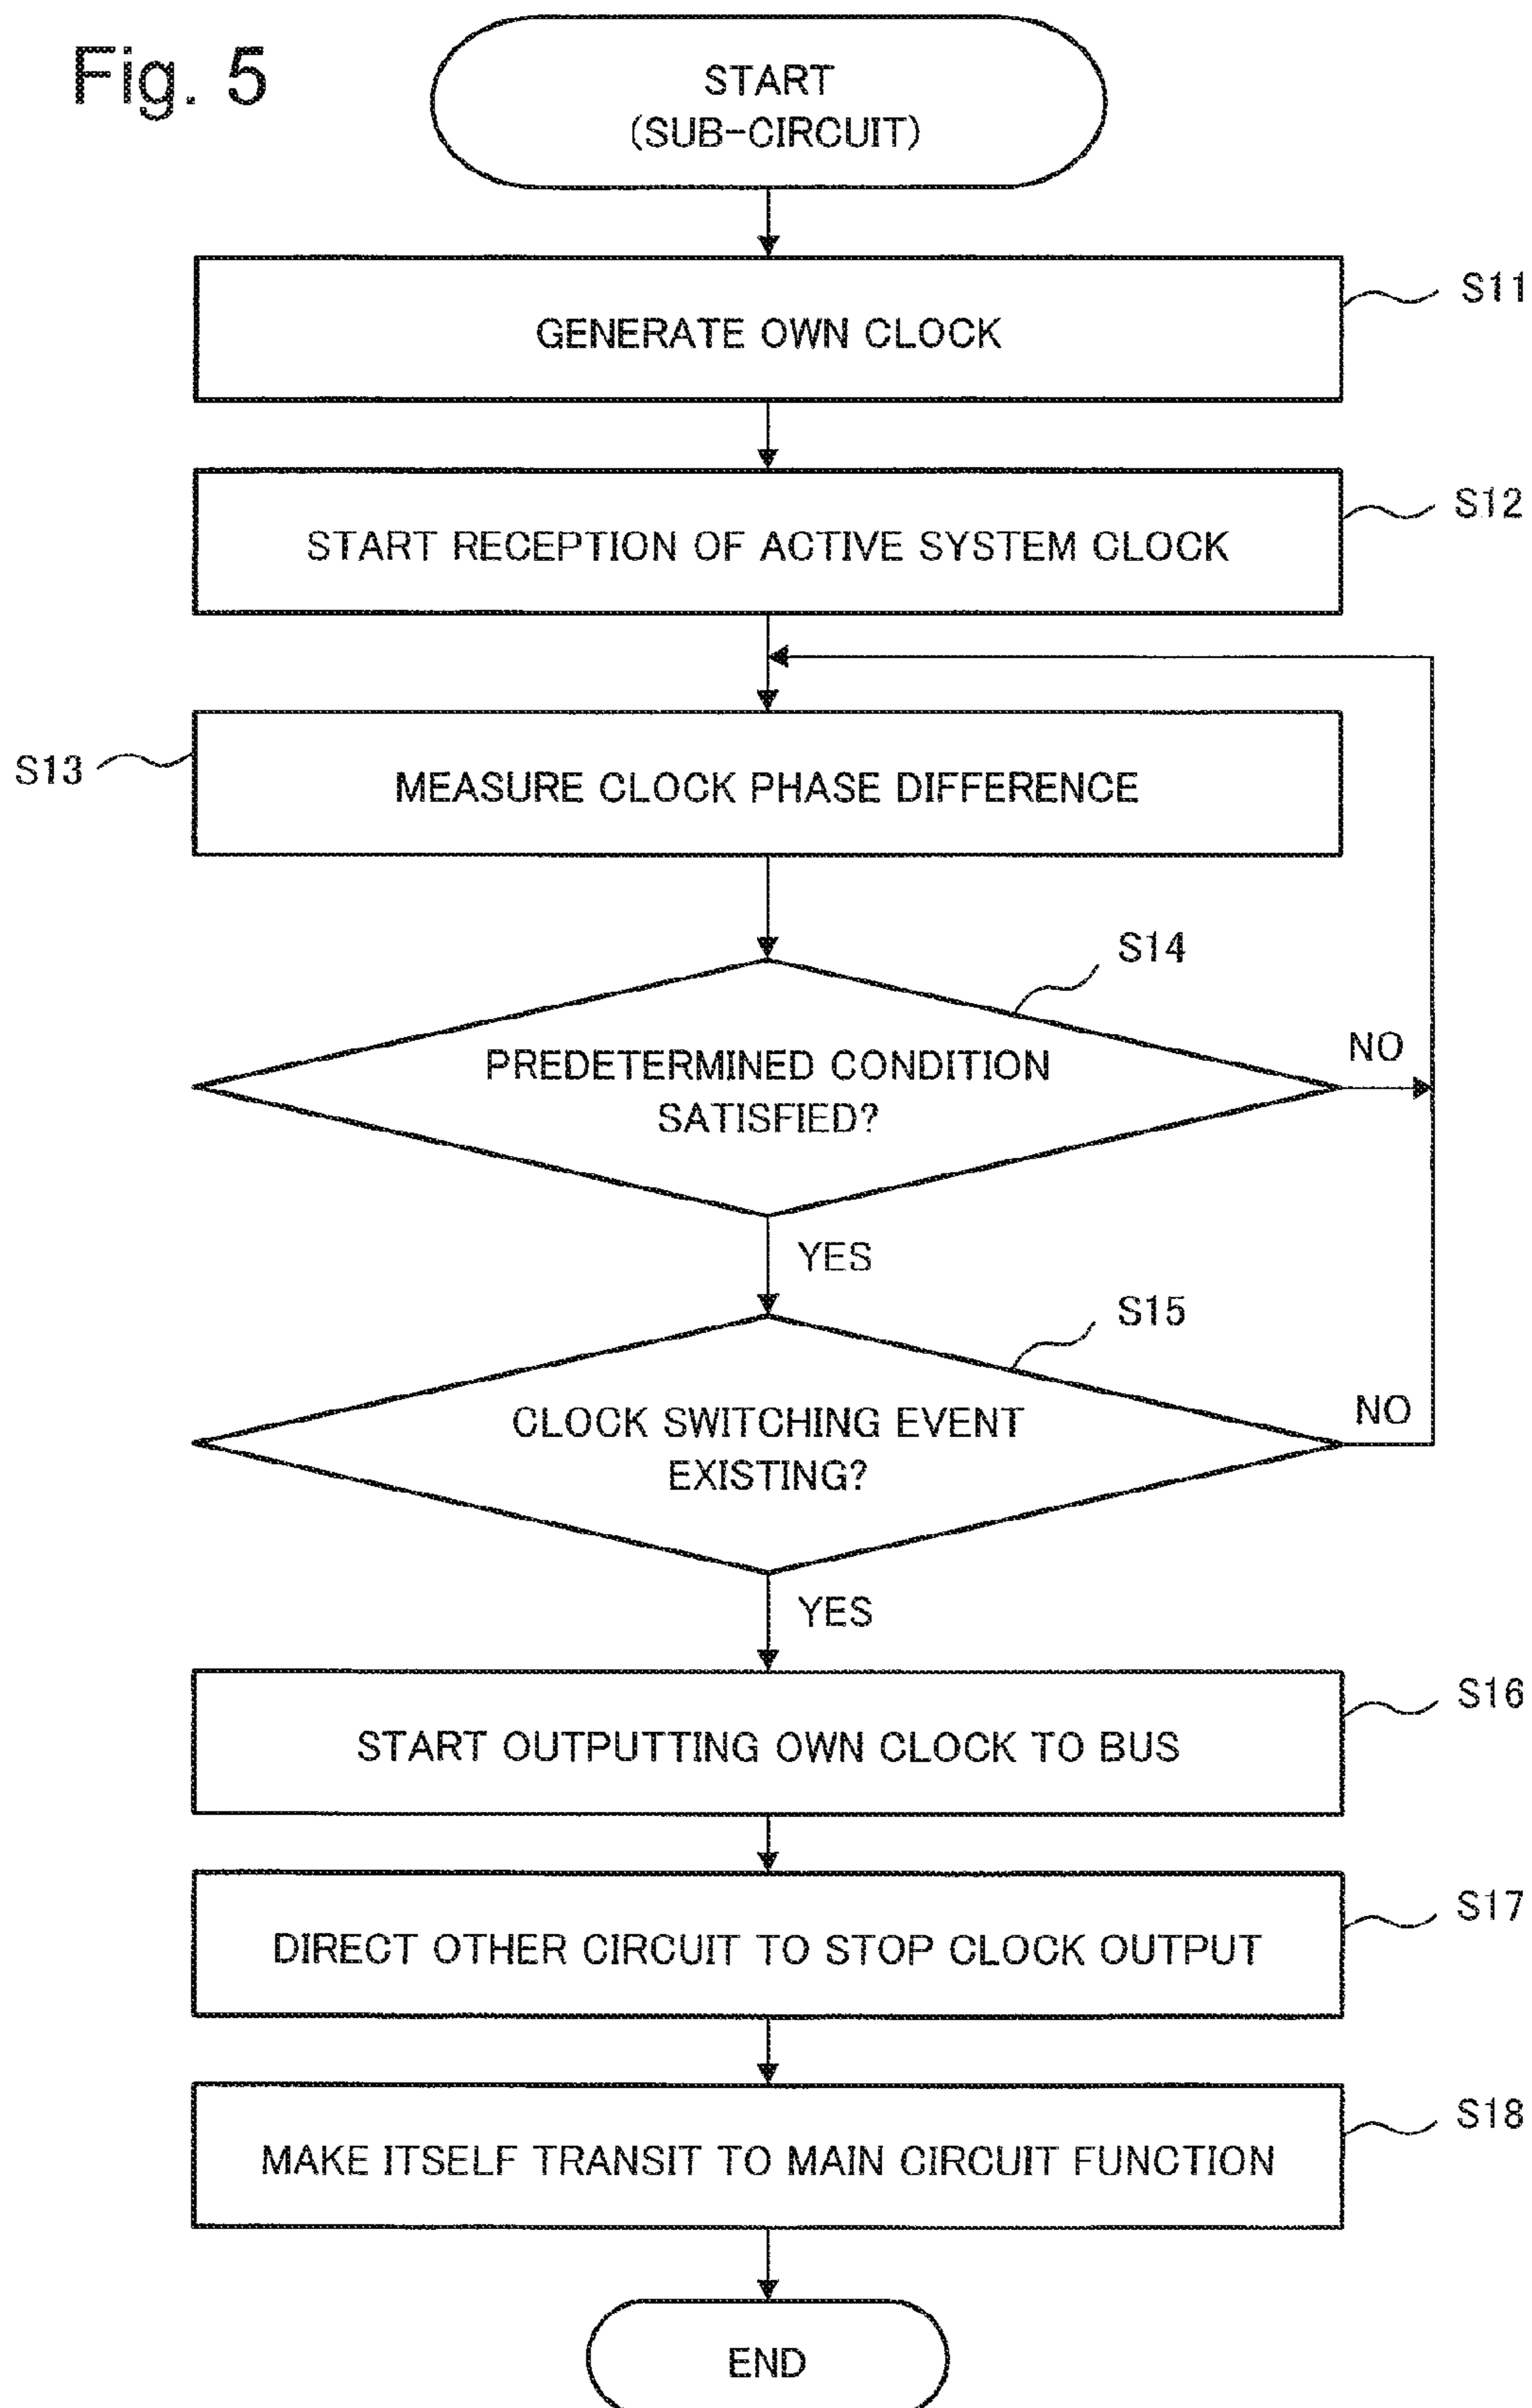 Fig. 5
START
(SUB-CIRCUIT)
GENERATE OWN CLOCK
S11
START RECEPTION OF ACTIVE SYSTEM CLOCK
S12
S13
MEASURE CLOCK PHASE DIFFERENCE
S14
PREDETERMINED CONDITION
SATISFIED?
NO
YES
S15
CLOCK SWITCHING EVENT
EXISTING?
NO
YES
START OUTPUTTING OWN CLOCK TO BUS
S16
DIRECT OTHER CIRCUIT TO STOP CLOCK OUTPUT
S17
MAKE ITSELF TRANSIT TO MAIN CIRCUIT FUNCTION
S18
END